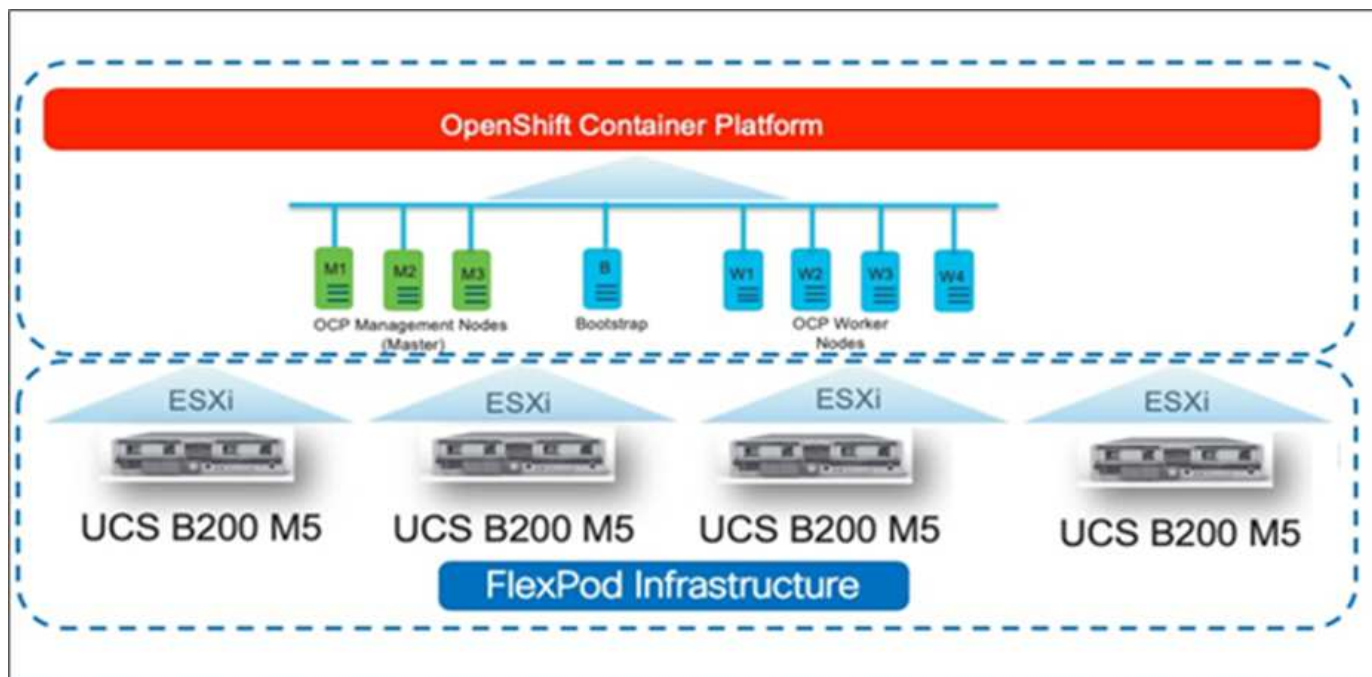 OpenShift Container Platform
M1 M2 M3 B W1 W2 W3 W4
OCP Management Nodes
(Master)
Bootstrap
OCP Worker
Nodes
ESXi ESXi ESXi ESXi
UCS B200 M5 UCS B200 M5 UCS B200 M5 UCS B200 M5
FlexPod Infrastructure